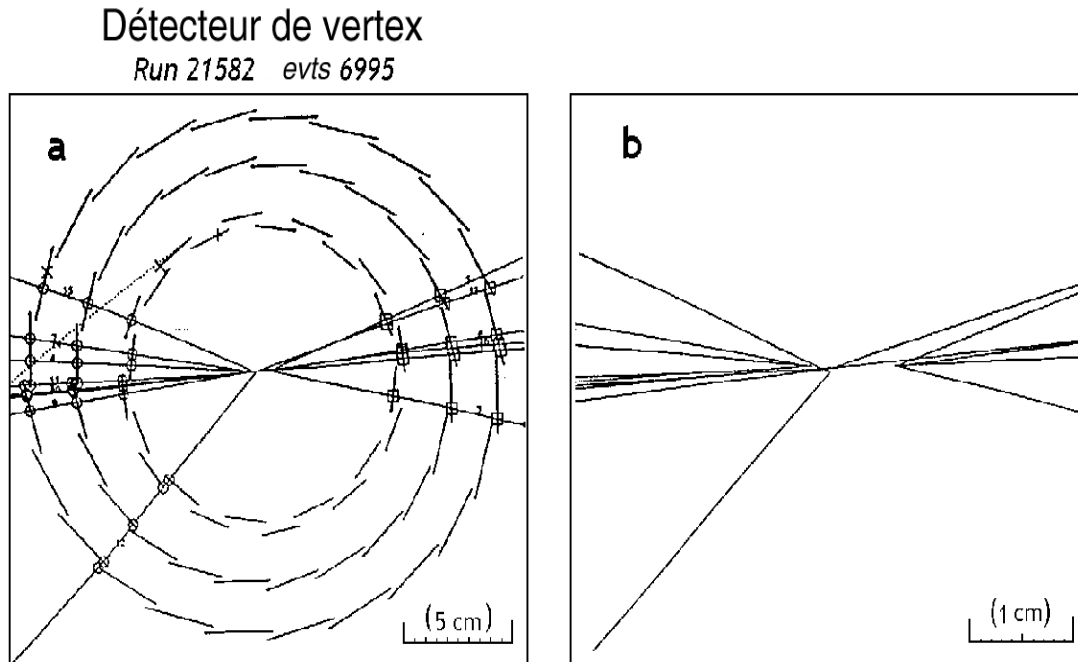 Détecteur de vertex
Run 21582 evts 6995
a
b
(5 cm)
(1 cm)